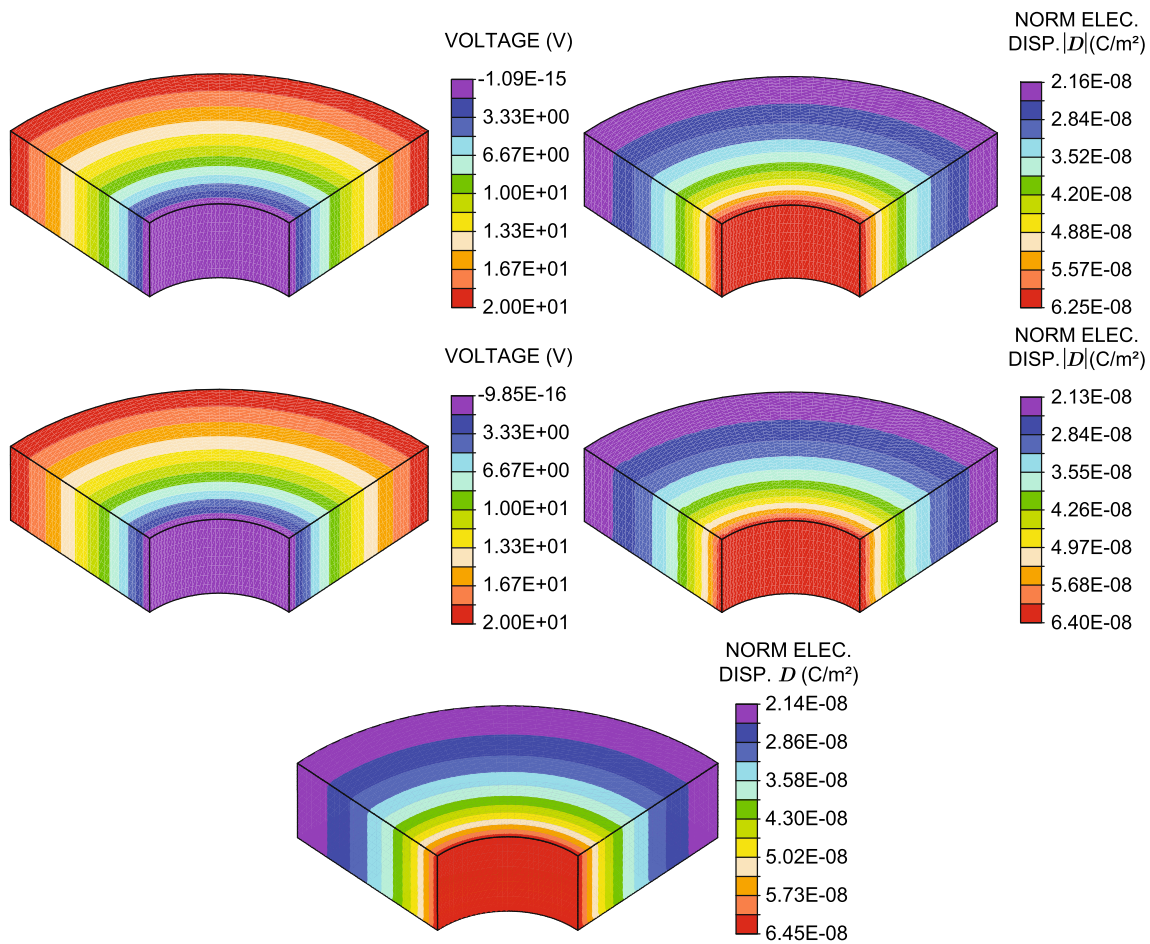 VOLTAGE (V)
-1.09E-15
3.33E+00
6.67E+00
1.00E+01
1.33E+01
1.67E+01
2.00E+01
NORM ELEC.
DISP. |D|(C/m²)
2.16E-08
2.84E-08
3.52E-08
4.20E-08
4.88E-08
5.57E-08
6.25E-08
VOLTAGE (V)
-9.85E-16
3.33E+00
6.67E+00
1.00E+01
1.33E+01
1.67E+01
2.00E+01
NORM ELEC.
DISP. |D|(C/m²)
2.13E-08
2.84E-08
3.55E-08
4.26E-08
4.97E-08
5.68E-08
6.40E-08
NORM ELEC.
DISP. D (C/m²)
2.14E-08
2.86E-08
3.58E-08
4.30E-08
5.02E-08
5.73E-08
6.45E-08